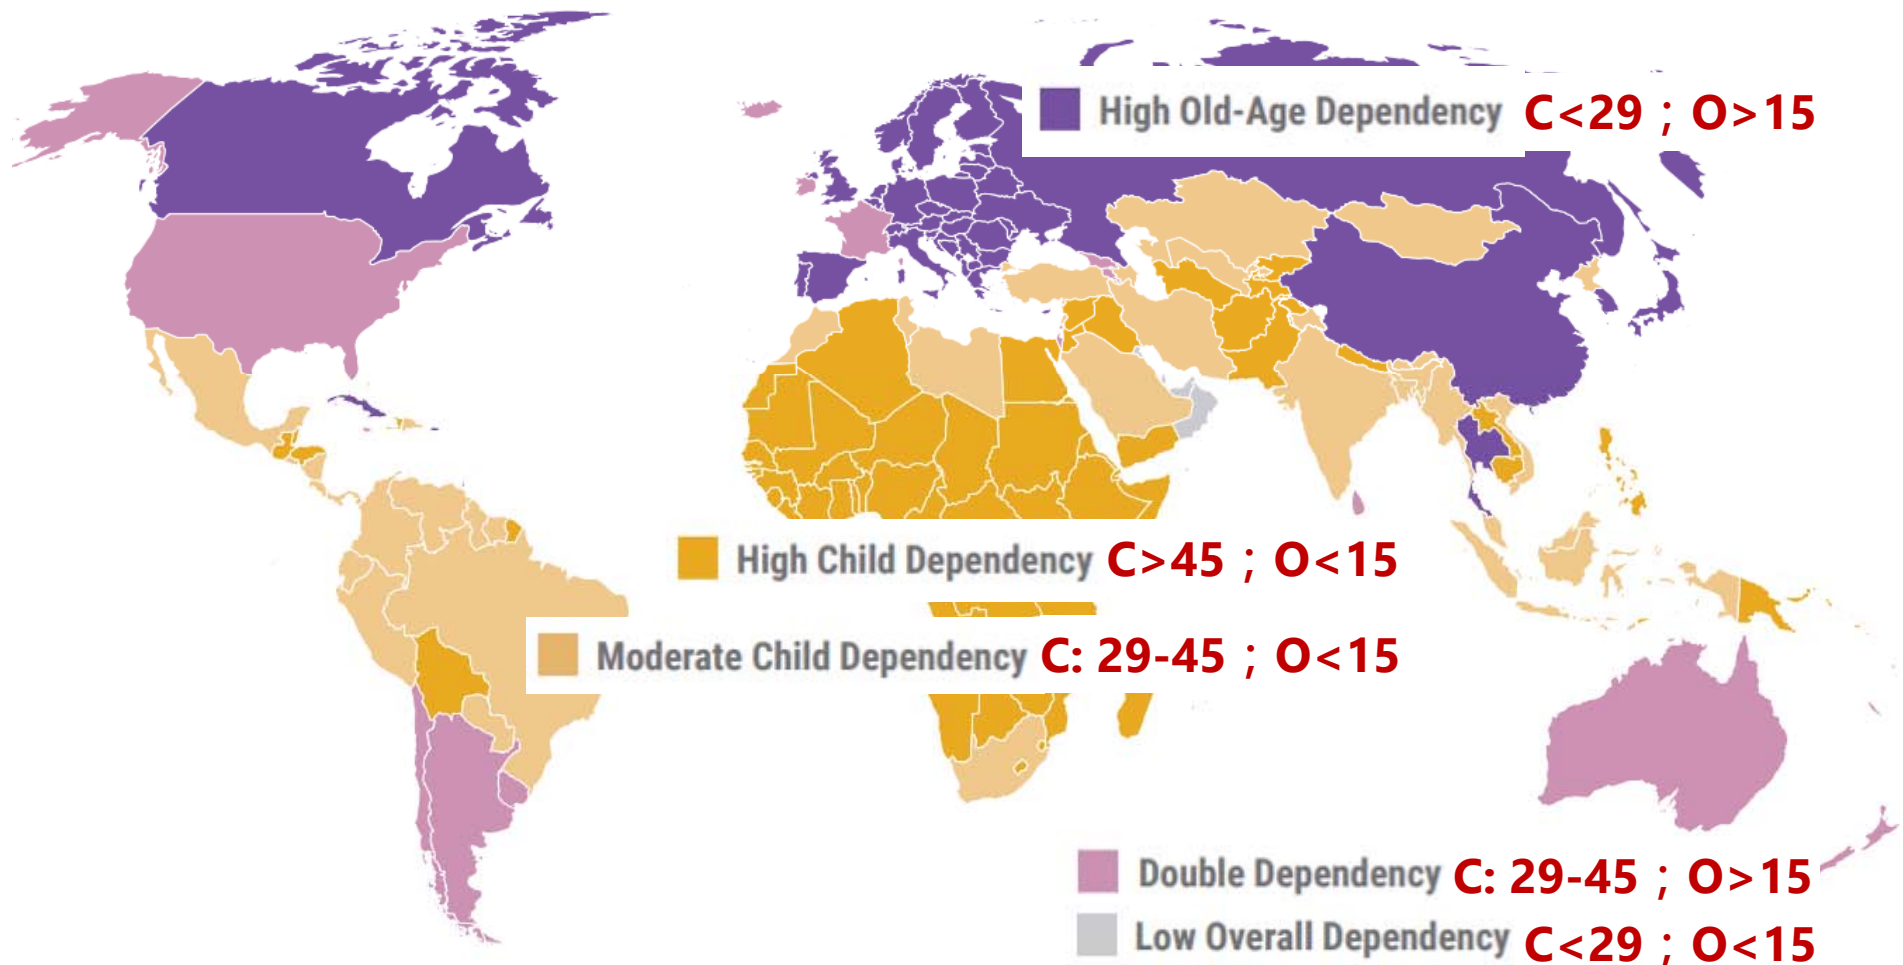 High Old-Age Dependency C<29 ; O>15
High Child Dependency C>45 ; O<15
Moderate Child Dependency C: 29-45 ; O<15
Double Dependency C: 29-45 ; O>15
Low Overall Dependency C<29 ; O<15